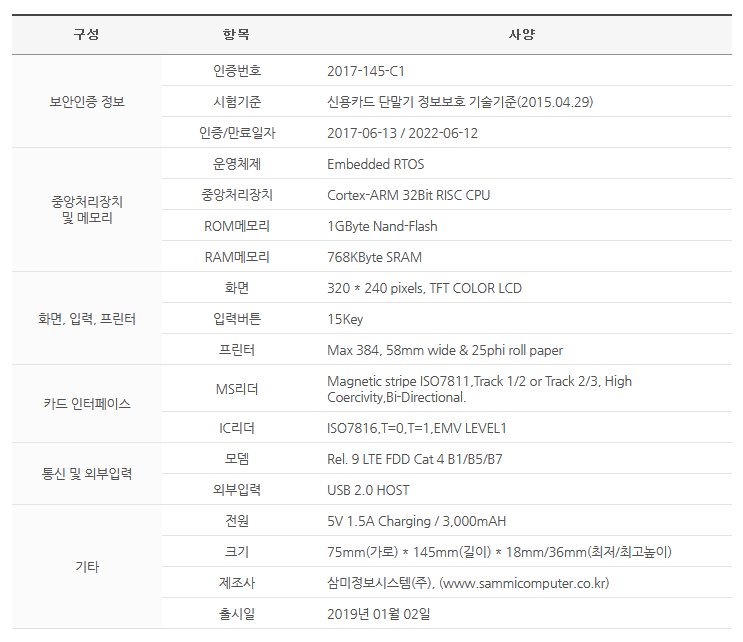 구성 항목 사양
보안인증 정보
인증번호 2017-145-C1
시험기준 신용카드 단말기 정보보호 기술기준(2015.04.29)
인증/만료일자 2017-06-13 / 2022-06-12
중앙처리장치
및 메모리
운영체제 Embedded RTOS
중앙처리장치 Cortex-ARM 32Bit RISC CPU
ROM메모리 1GByte Nand-Flash
RAM메모리 768KByte SRAM
화면, 입력, 프린터
화면 320 * 240 pixels, TFT COLOR LCD
입력버튼 15Key
프린터 Max 384, 58mm wide & 25phi roll paper
카드 인터페이스
MS리더 Magnetic stripe ISO7811,Track 1/2 or Track 2/3, High
Coercivity,Bi-Directional.
IC리더 ISO7816,T=0,T=1,EMV LEVEL1
통신 및 외부입력
모뎀 Rel. 9 LTE FDD Cat 4 B1/B5/B7
외부입력 USB 2.0 HOST
기타
전원 5V 1.5A Charging / 3,000mAH
크기 75mm(가로) * 145mm(길이) * 18mm/36mm(최저/최고높이)
제조사 삼미정보시스템(주), (www.sammicomputer.co.kr)
출시일 2019년 01월 02일